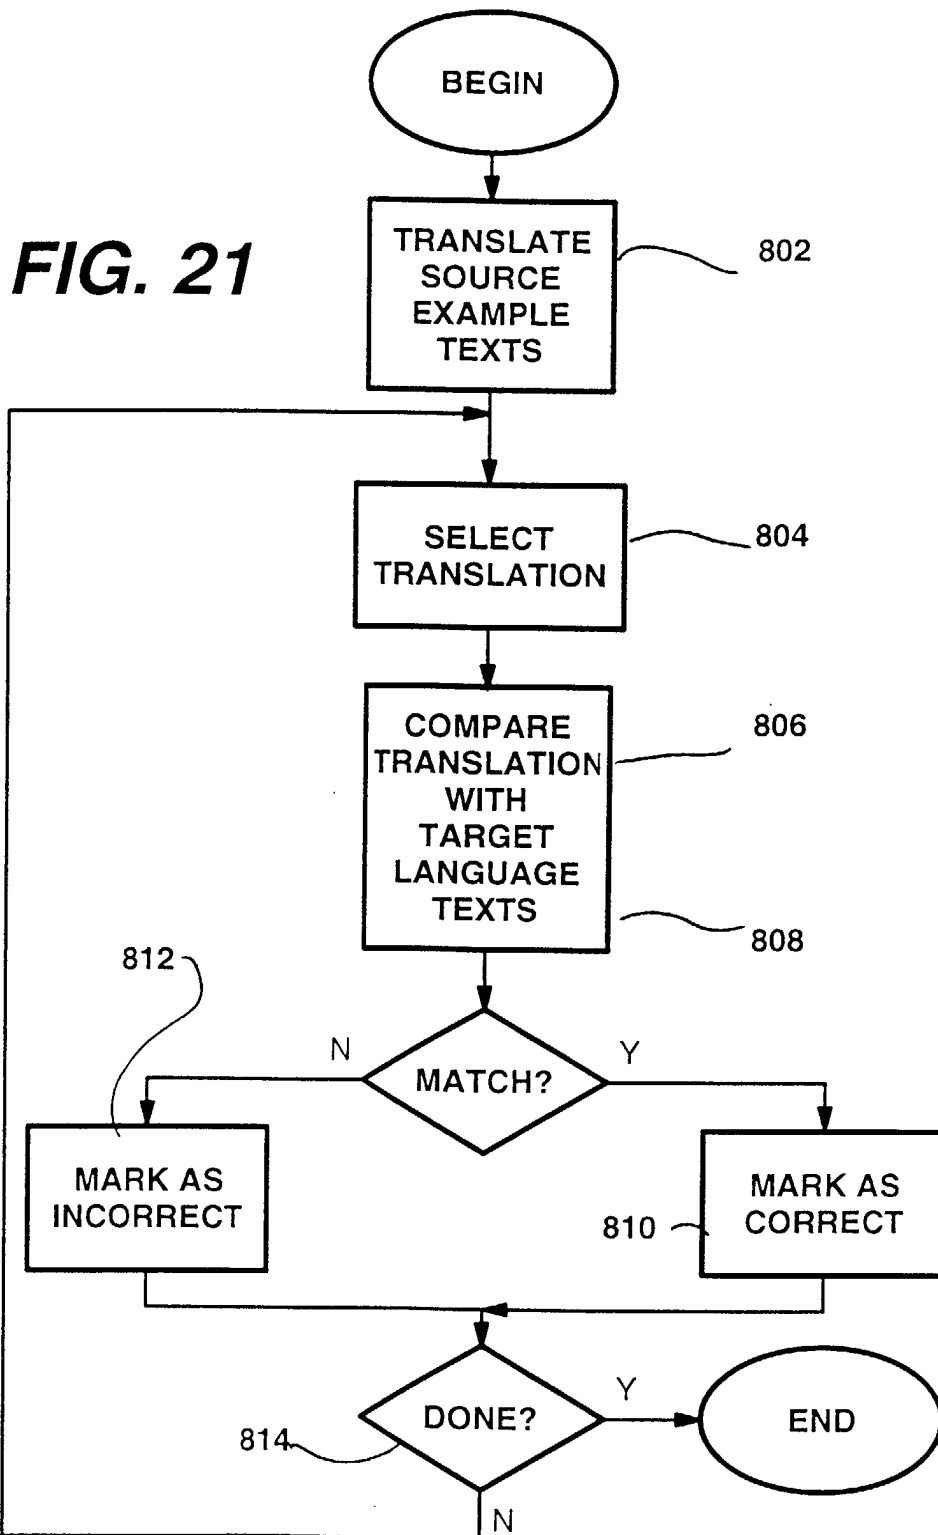 BEGIN
FIG. 21
TRANSLATE
SOURCE
EXAMPLE
TEXTS
802
SELECT
TRANSLATION
804
COMPARE
TRANSLATION
WITH
TARGET
LANGUAGE
TEXTS
806
808
812
N
MATCH?
Y
MARK AS
INCORRECT
MARK AS
CORRECT
810
DONE?
Y
END
814
N